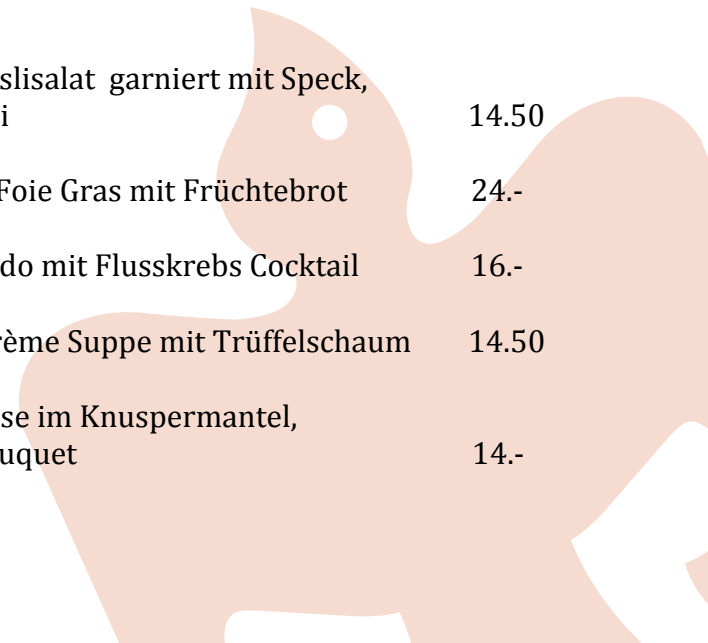 slisalat garniert mit Speck,
i 14.50
Foie Gras mit Früchtebrot 24.-
do mit Flusskrebs Cocktail 16.-
rème Suppe mit Trüffelschaum 14.50
se im Knuspermantel,
uquet 14.-